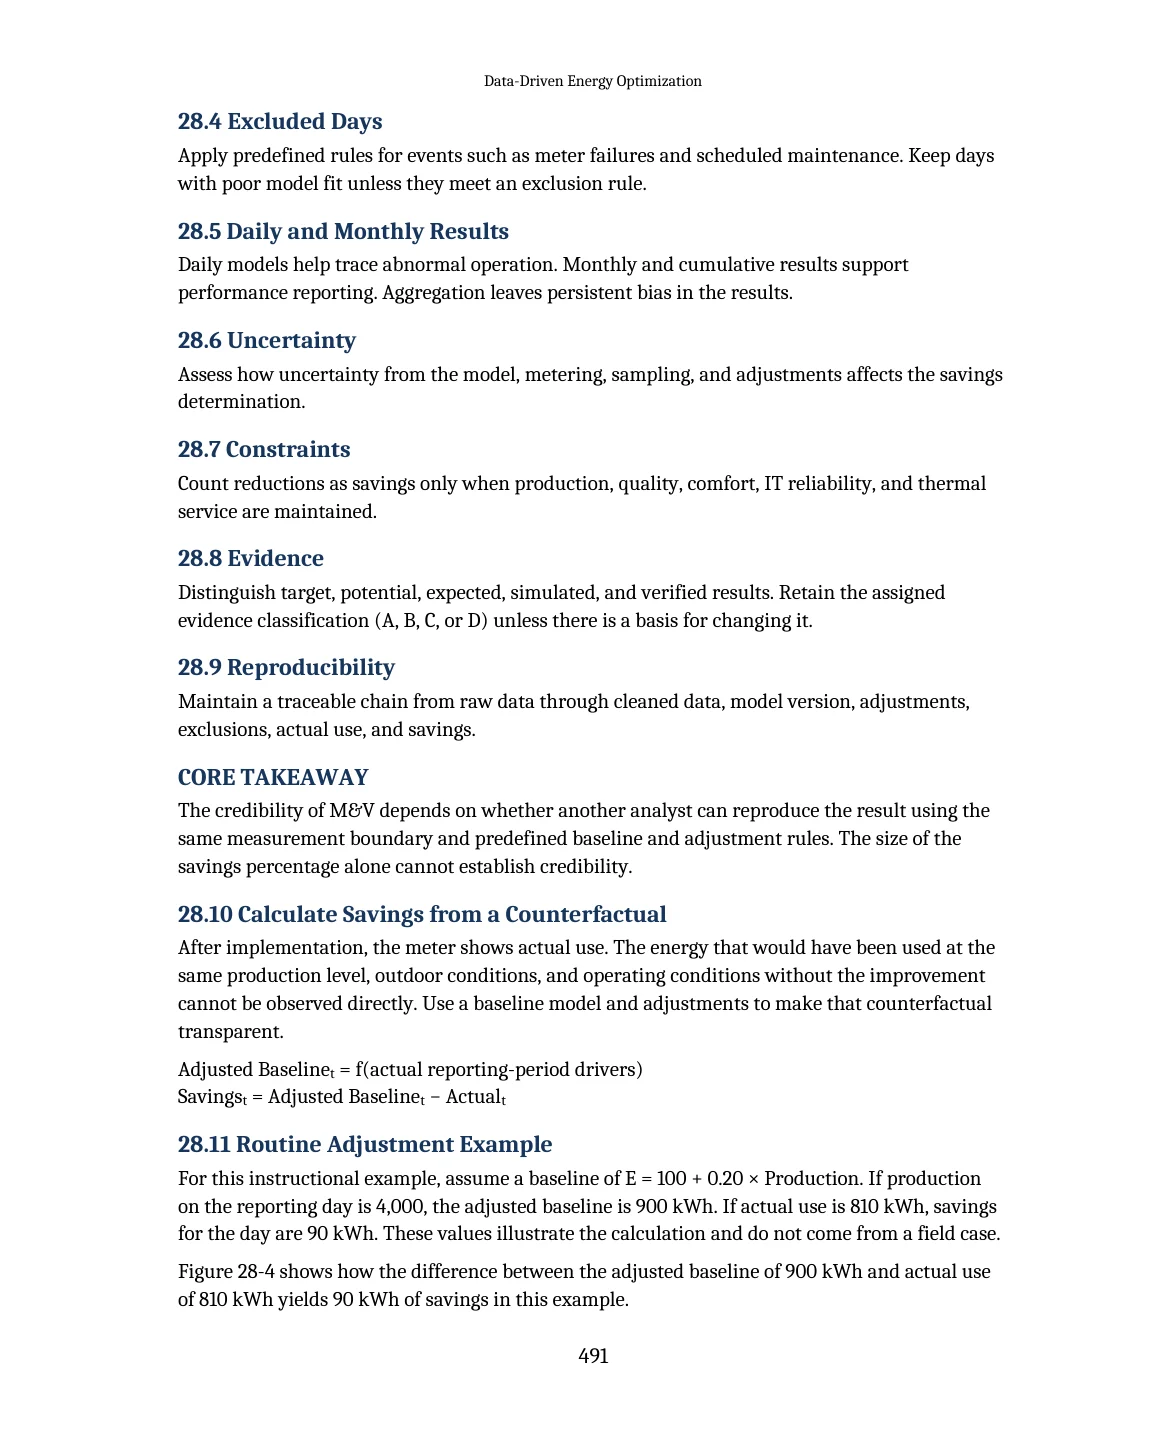 Data-Driven Energy Optimization
28.4 Excluded Days
Apply predefined rules for events such as meter failures and scheduled maintenance. Keep days
with poor model fit unless they meet an exclusion rule.
28.5 Daily and Monthly Results
Daily models help trace abnormal operation. Monthly and cumulative results support
performance reporting. Aggregation leaves persistent bias in the results.
28.6 Uncertainty
Assess how uncertainty from the model, metering, sampling, and adjustments affects the savings
determination.
28.7 Constraints
Count reductions as savings only when production, quality, comfort, IT reliability, and thermal
service are maintained.
28.8 Evidence
Distinguish target, potential, expected, simulated, and verified results. Retain the assigned
evidence classification (A, B, C, or D) unless there is a basis for changing it.
28.9 Reproducibility
Maintain a traceable chain from raw data through cleaned data, model version, adjustments,
exclusions, actual use, and savings.
CORE TAKEAWAY
The credibility of M&V depends on whether another analyst can reproduce the result using the
same measurement boundary and predefined baseline and adjustment rules. The size of the
savings percentage alone cannot establish credibility.
28.10 Calculate Savings from a Counterfactual
After implementation, the meter shows actual use. The energy that would have been used at the
same production level, outdoor conditions, and operating conditions without the improvement
cannot be observed directly. Use a baseline model and adjustments to make that counterfactual
transparent.
Adjusted Baselineₜ = f(actual reporting-period drivers)
Savingsₜ = Adjusted Baselineₜ − Actualₜ
28.11 Routine Adjustment Example
For this instructional example, assume a baseline of E = 100 + 0.20 × Production. If production
on the reporting day is 4,000, the adjusted baseline is 900 kWh. If actual use is 810 kWh, savings
for the day are 90 kWh. These values illustrate the calculation and do not come from a field case.
Figure 28-4 shows how the difference between the adjusted baseline of 900 kWh and actual use
of 810 kWh yields 90 kWh of savings in this example.
491